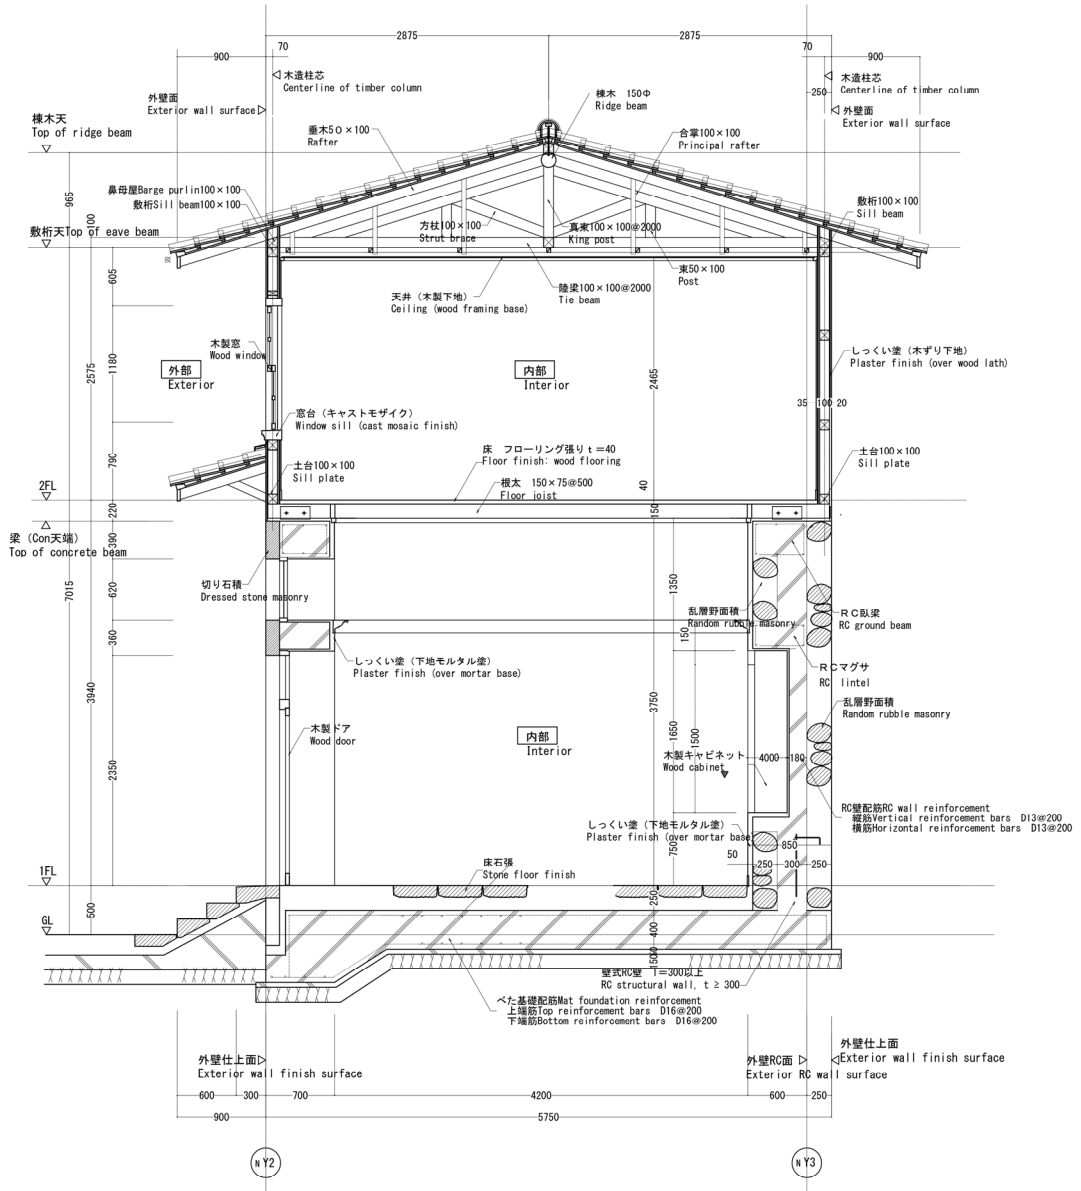 2875
2875
70
70
900
900
250
木造柱芯
Centerline of timber column
木造柱芯
Centerline of timber column
外壁面
Exterior wall surface
外壁面
Exterior wall surface
棟木 150Φ
Ridge beam
棟木天
Top of ridge beam
垂木50×100
Rafter
合掌100×100
Principal rafter
965
鼻母屋Barge purlin100×100
敷桁Sill beam100×100
敷桁100×100
Sill beam
100
敷桁天Top of eave beam
方杖100×100
Strut brace
真束100×100@2000
King post
束50×100
Post
605
天井（木製下地）
Ceiling (wood framing base)
陸梁100×100@2000
Tie beam
木製窓
Wood window
外部
Exterior
内部
Interior
しっくい塗（木ずり下地）
Plaster finish (over wood lath)
2575
1180
2465
35
100
20
窓台（キャストモザイク）
Window sill (cast mosaic finish)
790
土台100×100
Sill plate
床 フローリング張りt=40
Floor finish: wood flooring
土台100×100
Sill plate
2FL
根太 150×75@500
Floor joist
40
220
150
梁（Con天端）
Top of concrete beam
390
切り石積
Dressed stone masonry
7015
620
1350
乱層野面積
Random rubble masonry
RC臥梁
RC ground beam
360
150
しっくい塗（下地モルタル塗）
Plaster finish (over mortar base)
RCマグサ
RC lintel
3940
3750
乱層野面積
Random rubble masonry
木製ドア
Wood door
内部
Interior
1650
1500
木製キャビネット
Wood cabinet
4000
180
2350
RC壁配筋RC wall reinforcement
縦筋Vertical reinforcement bars D13@200
横筋Horizontal reinforcement bars D13@200
しっくい塗（下地モルタル塗）
Plaster finish (over mortar base
750
850
50
250
300
250
床石張
Stone floor finish
1FL
250
500
GL
400
1500
壁式RC壁 T=300以上
RC structural wall, t ≥ 300
べた基礎配筋Mat foundation reinforcement
上端筋Top reinforcement bars D16@200
下端筋Bottom reinforcement bars D16@200
外壁仕上面
Exterior wall finish surface
外壁RC面
Exterior RC wall surface
外壁仕上面
Exterior wall finish surface
600
300
700
4200
600
250
900
5750
N Y2
N Y3